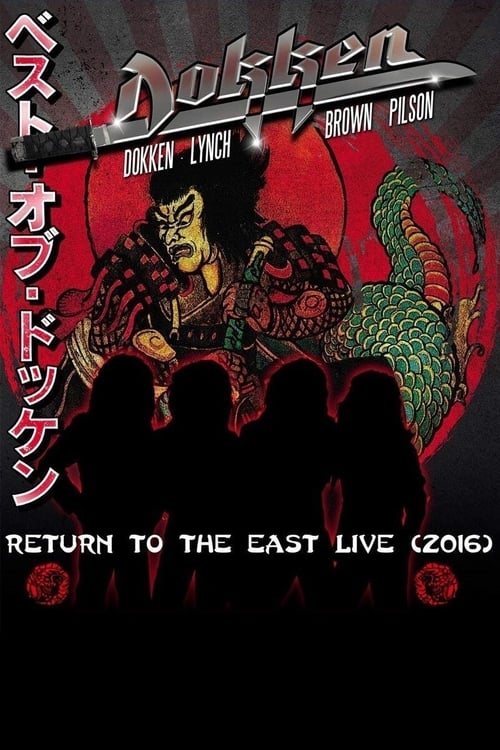 ベスト・オブ・ドッケン
Dokken
DOKKEN · LYNCH BROWN PILSON
RETURN TO THE EAST LIVE (2016)